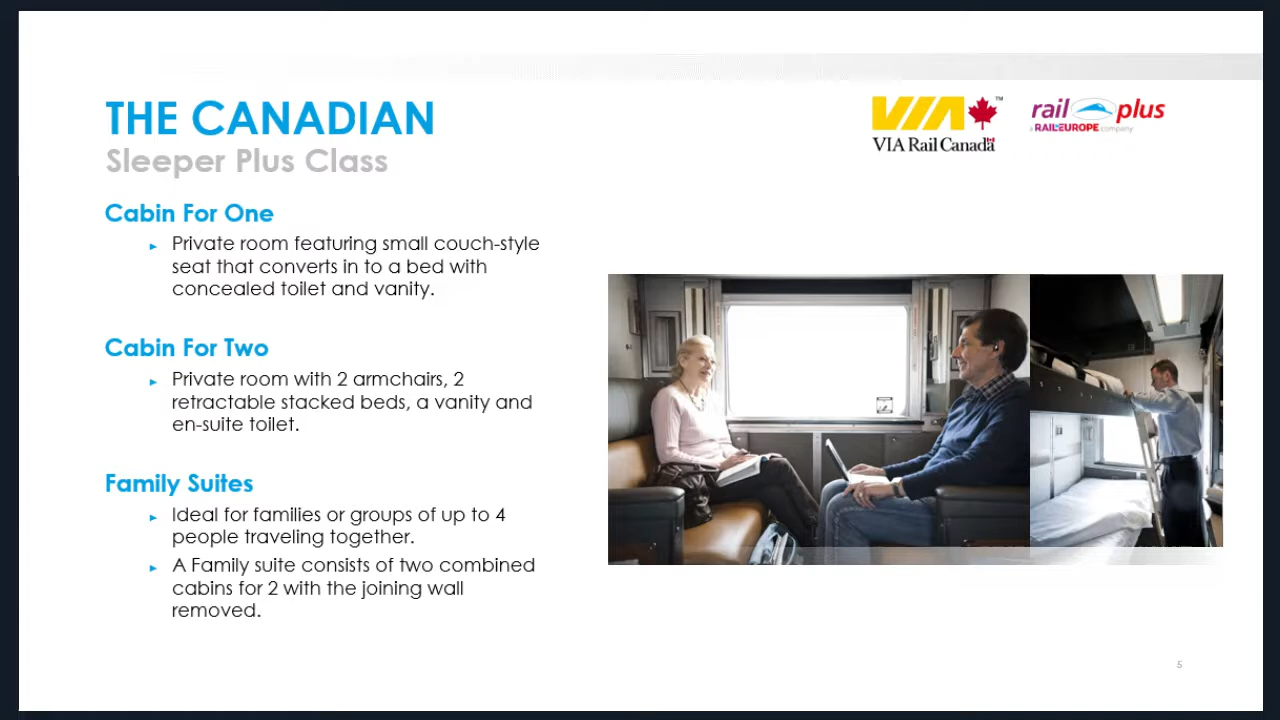 THE CANADIAN
Sleeper Plus Class
VIA™
VIA Rail Canada
rail plus
a RAILEUROPE company
Cabin For One
Private room featuring small couch-style
seat that converts in to a bed with
concealed toilet and vanity.
Cabin For Two
Private room with 2 armchairs, 2
retractable stacked beds, a vanity and
en-suite toilet.
Family Suites
Ideal for families or groups of up to 4
people traveling together.
A Family suite consists of two combined
cabins for 2 with the joining wall
removed.
5